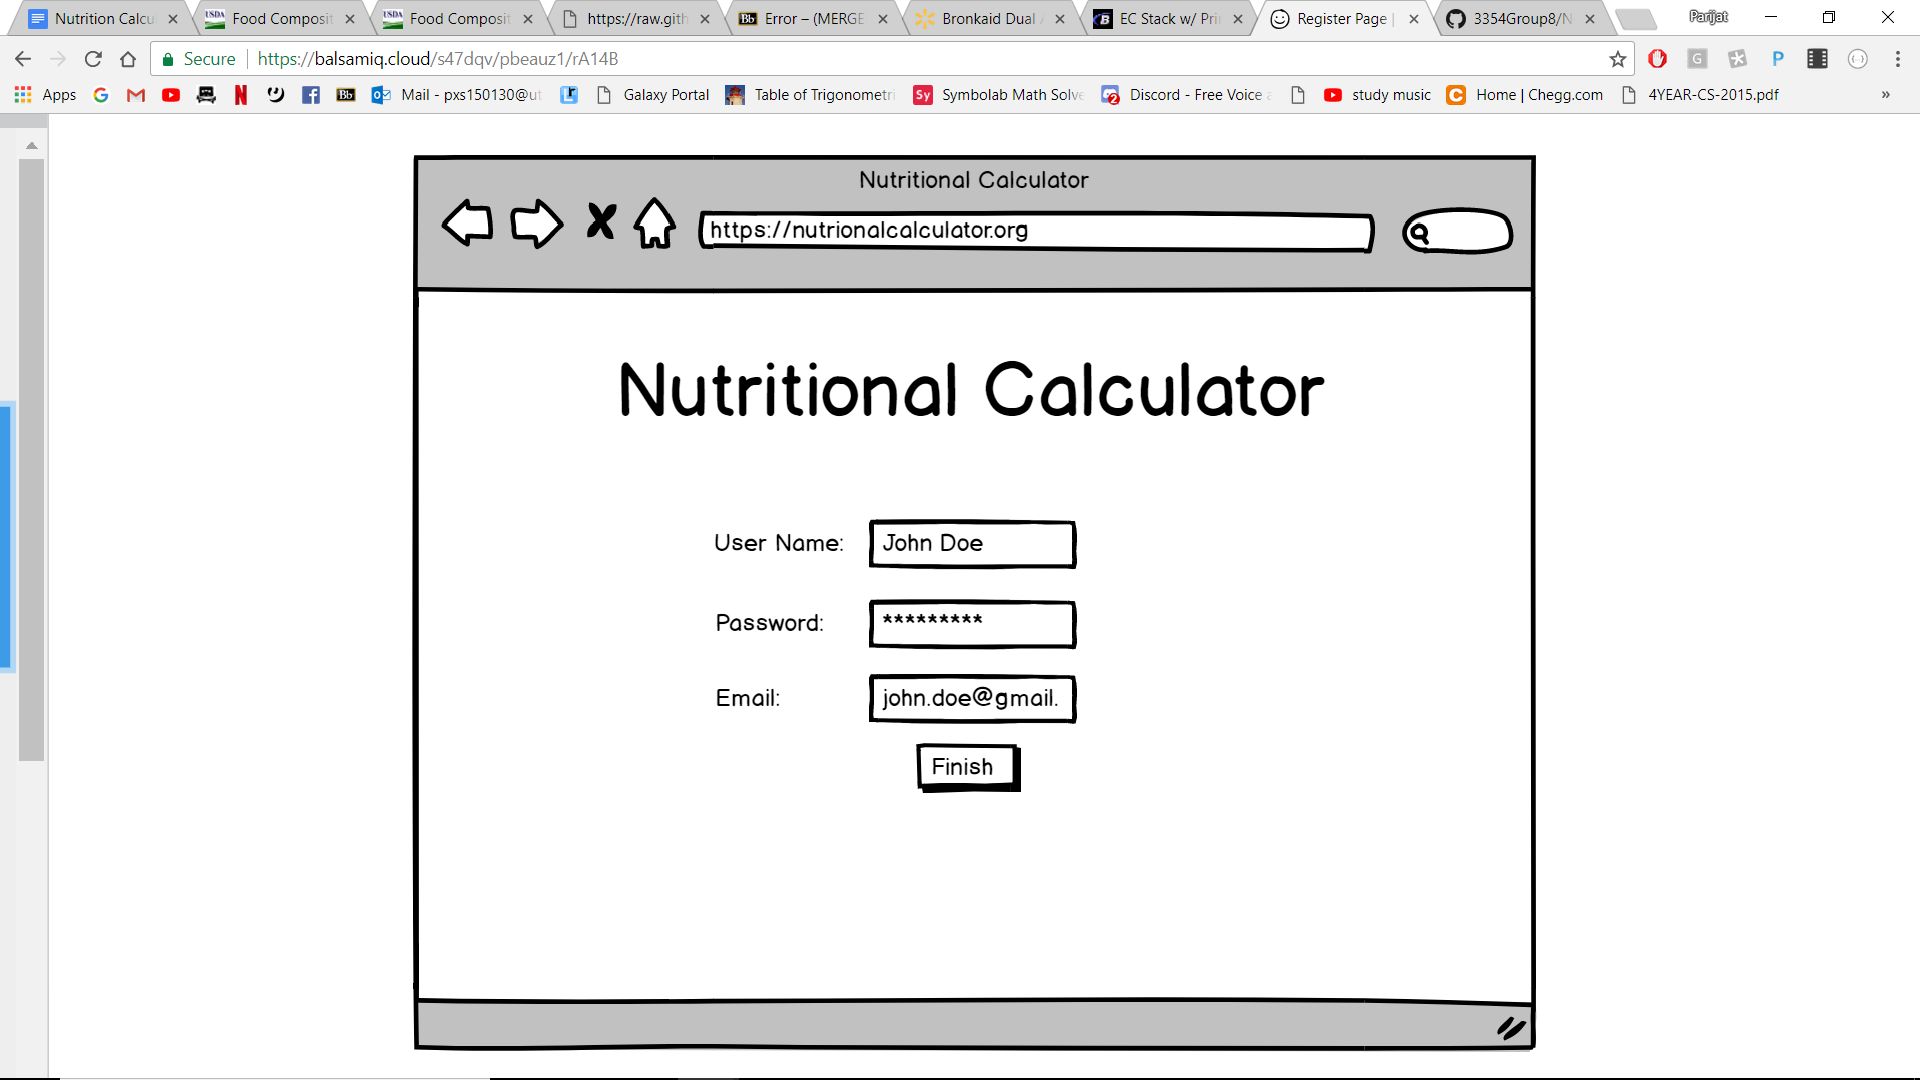 Nutrition Calcul
Food Composit
Food Composit
https://raw.gith
Error – (MERGE
Bronkaid Dual A
EC Stack w/ Prin
Register Page |
3354Group8/N
Parijat
Secure
https://balsamiq.cloud/s47dqv/pbeauz1/rA14B
Apps
Mail - pxs150130@ut
Galaxy Portal
Table of Trigonometri
Symbolab Math Solve
Discord - Free Voice a
study music
Home | Chegg.com
4YEAR-CS-2015.pdf
»
Nutritional Calculator
https://nutrionalcalculator.org
Nutritional Calculator
User Name: John Doe
Password: *********
Email: john.doe@gmail.
Finish